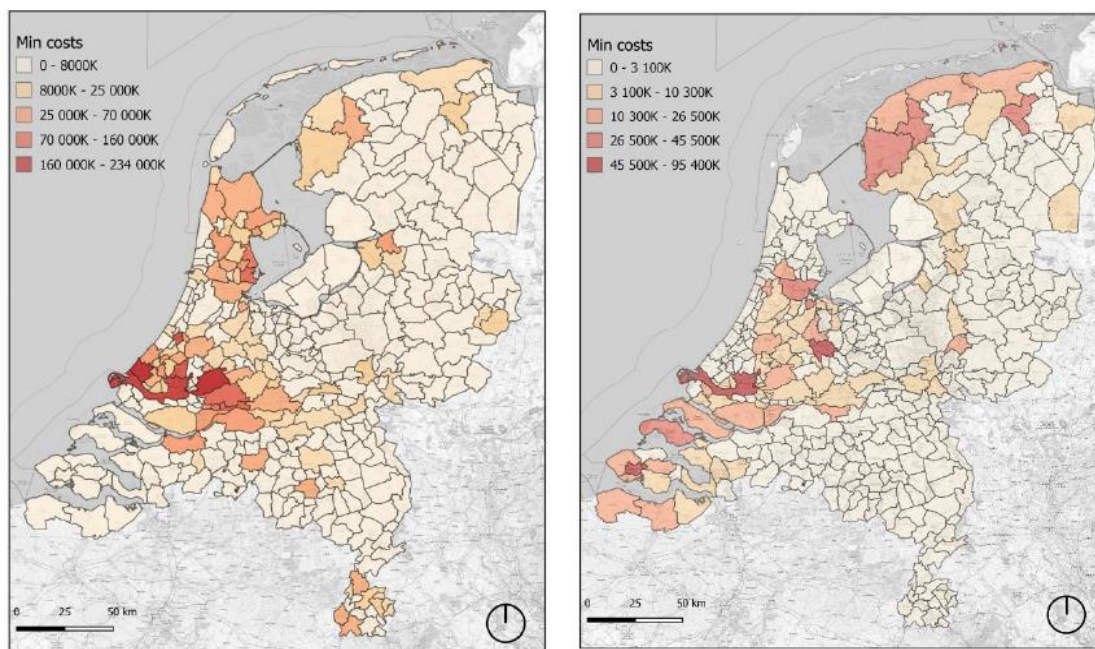 Min costs
0 - 8000K
8000K - 25 000K
25 000K - 70 000K
70 000K - 160 000K
160 000K - 234 000K
0 25 50 km
Min costs
0 - 3 100K
3 100K - 10 300K
10 300K - 26 500K
26 500K - 45 500K
45 500K - 95 400K
0 25 50 km